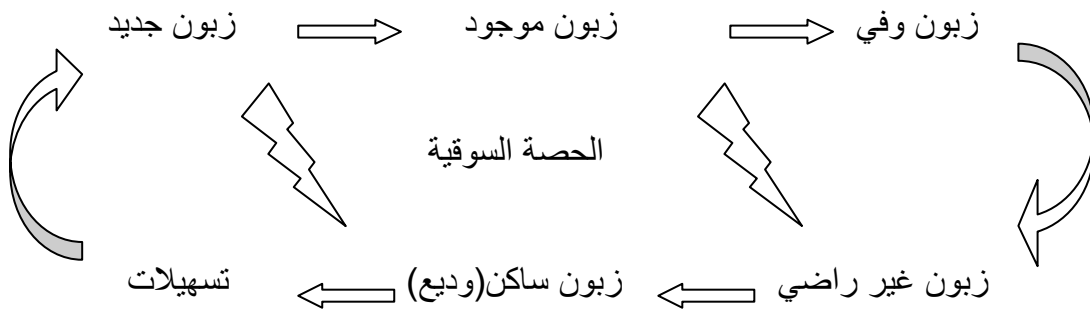 زبون وفي
زبون موجود
زبون جديد
الحصة السوقية
زبون غير راضي
زبون ساكن(وديع)
تسهيلات